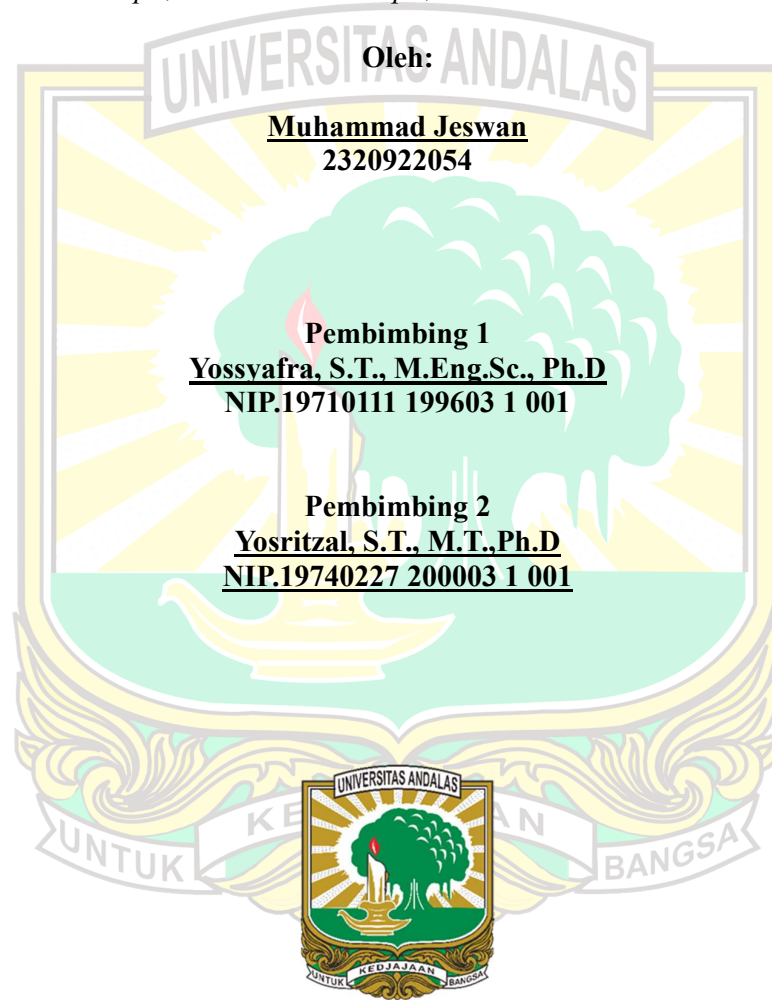 UNIVERSITAS ANDALAS
Oleh:
Muhammad Jeswan
2320922054
Pembimbing 1
Yossyafra, S.T., M.Eng.Sc., Ph.D
NIP.19710111 199603 1 001
Pembimbing 2
Yosritzal, S.T., M.T.,Ph.D
NIP.19740227 200003 1 001
UNIVERSITAS ANDALAS
UNTUK KEDJAJAAN BANGSA
UNTUK BANGSA